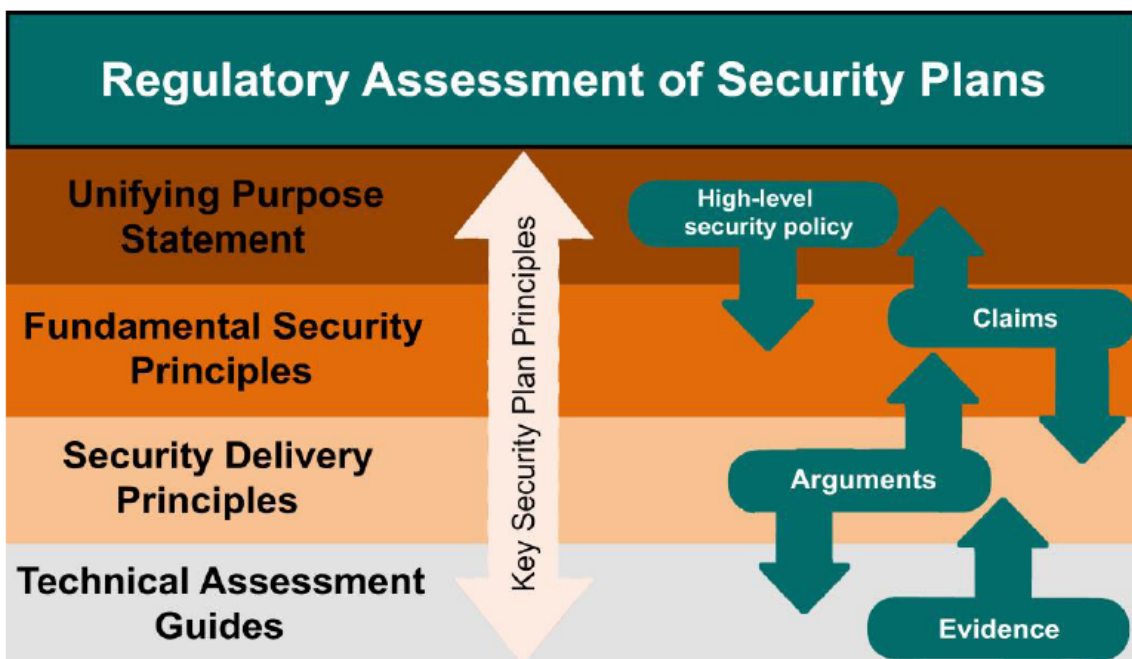 Regulatory Assessment of Security Plans
Unifying Purpose
Statement
High-level
security policy
Fundamental Security
Principles
Claims
Key Security Plan Principles
Security Delivery
Principles
Arguments
Technical Assessment
Guides
Evidence